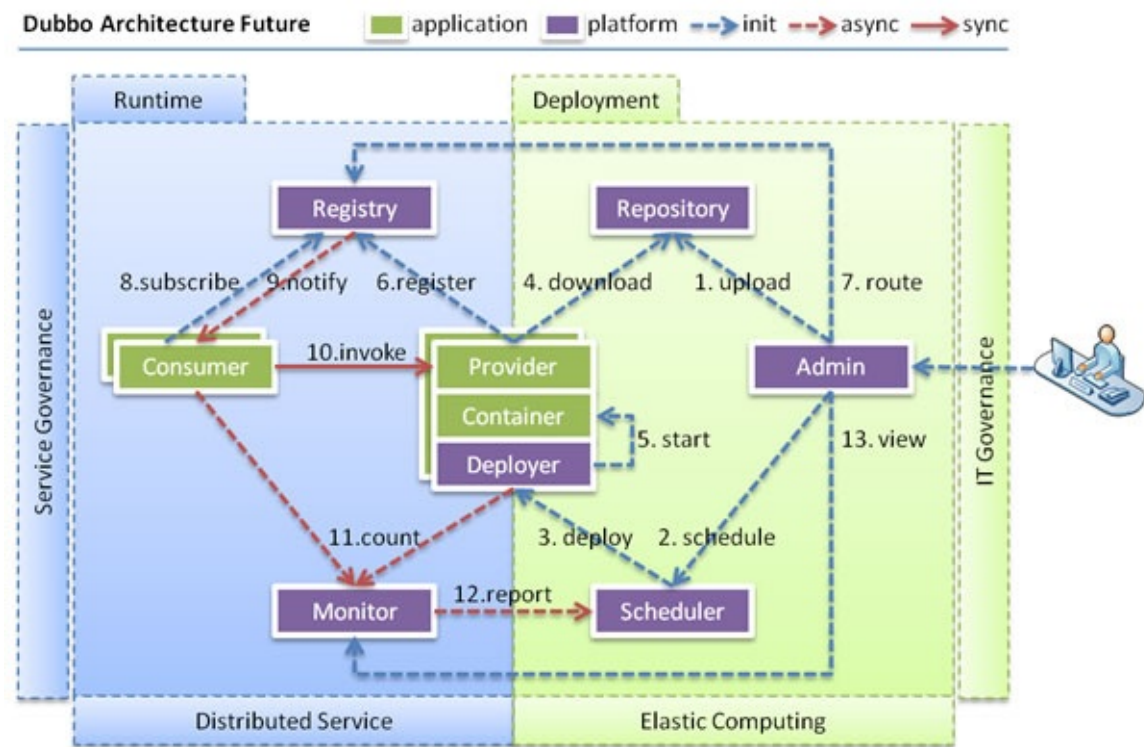 Dubbo Architecture Future
application
platform
init
async
sync
Runtime
Deployment
Service Governance
IT Governance
Registry
Repository
8.subscribe
9.notify
6.register
4. download
1. upload
7. route
10.invoke
Consumer
Provider
Admin
Container
5. start
13. view
Deployer
11.count
3. deploy
2. schedule
12.report
Monitor
Scheduler
Distributed Service
Elastic Computing